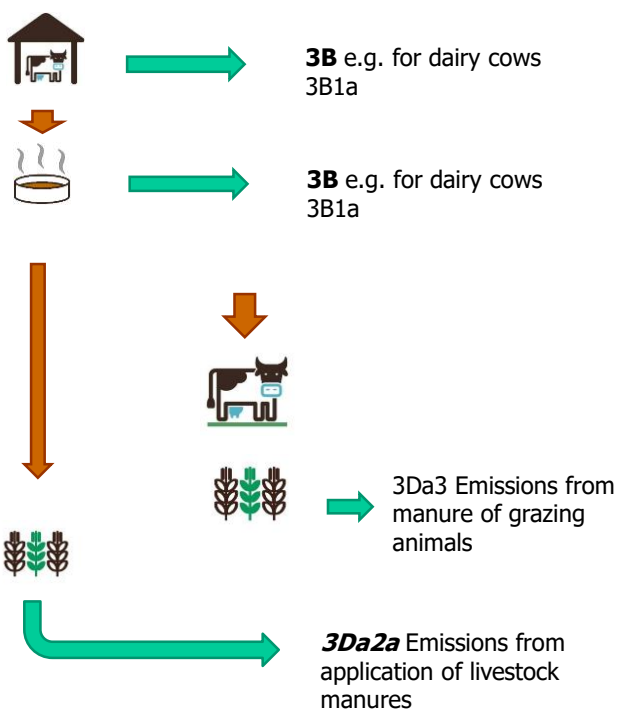 3B e.g. for dairy cows
3B1a
3B e.g. for dairy cows
3B1a
3Da3 Emissions from
manure of grazing
animals
3Da2a Emissions from
application of livestock
manures